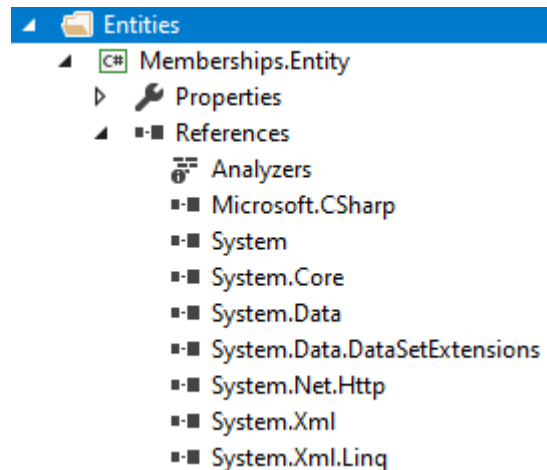 Entities
C# Memberships.Entity
Properties
References
Analyzers
Microsoft.CSharp
System
System.Core
System.Data
System.Data.DataSetExtensions
System.Net.Http
System.Xml
System.Xml.Linq